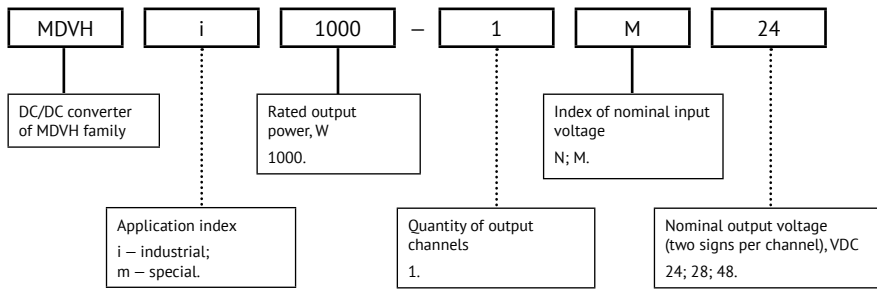 MDVH i 1000 – 1 M 24
DC/DC converter
of MDVH family
Rated output
power, W
1000.
Index of nominal input
voltage
N; M.
Application index
i – industrial;
m – special.
Quantity of output
channels
1.
Nominal output voltage
(two signs per channel), VDC
24; 28; 48.